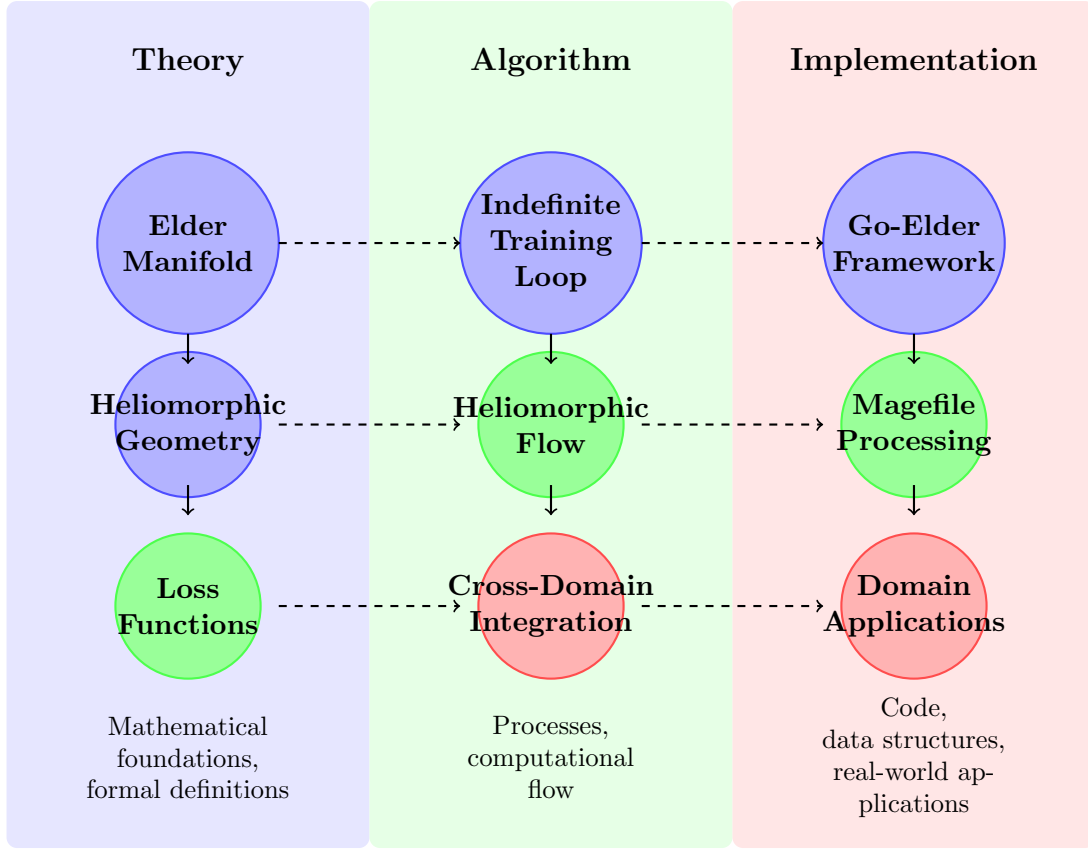 Theory
Algorithm
Implementation
Elder
Manifold
Indefinite
Training
Loop
Go-Elder
Framework
Heliomorphic
Geometry
Heliomorphic
Flow
Magefile
Processing
Loss
Functions
Cross-Domain
Integration
Domain
Applications
Mathematical
foundations,
formal definitions
Processes,
computational
flow
Code,
data structures,
real-world ap-
plications